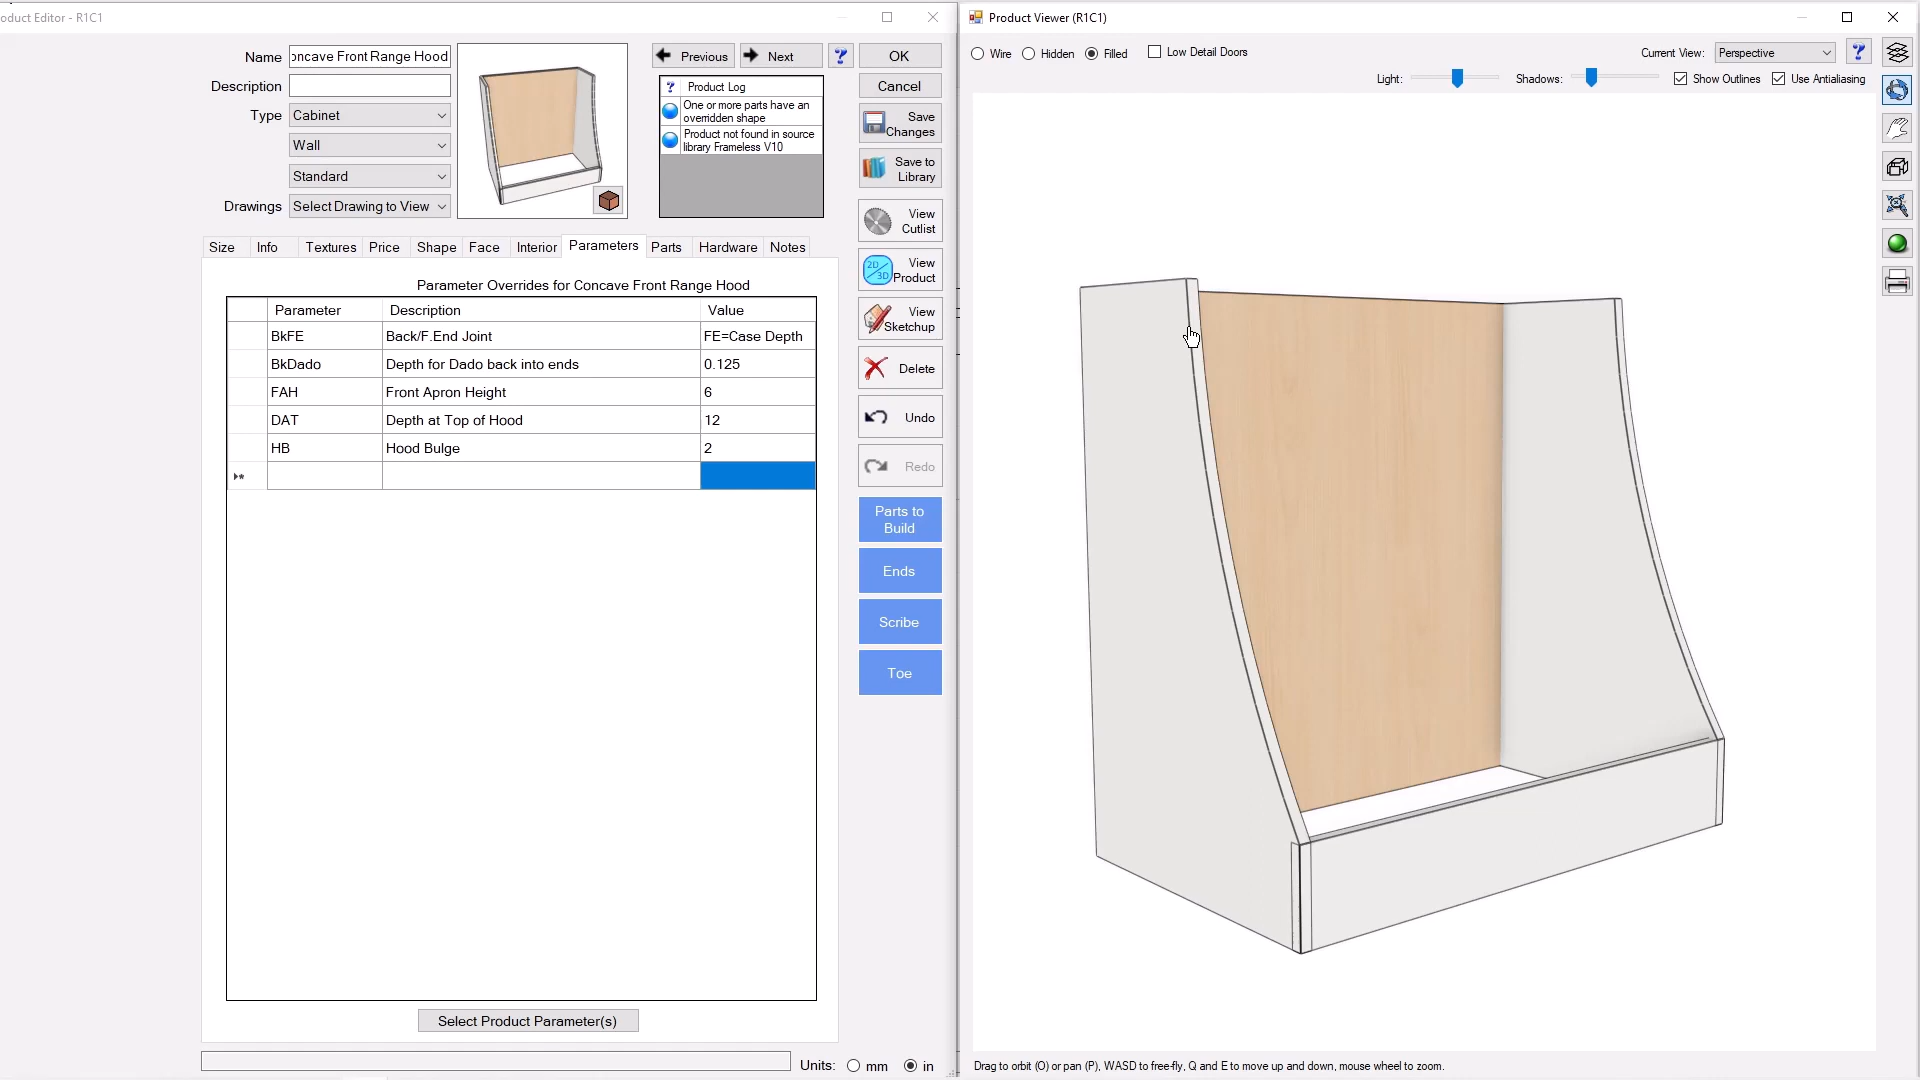 oduct Editor - R1C1
Name
oncave Front Range Hood
Description
Type
Cabinet
Wall
Standard
Drawings
Select Drawing to View
Previous
Next
?
OK
? Product Log
One or more parts have an
overridden shape
Product not found in source
library Frameless V10
Cancel
Save
Changes
Save to
Library
View
Cutlist
2D/3D
View
Product
View
Sketchup
Delete
Undo
Redo
Parts to
Build
Ends
Scribe
Toe
Size Info Textures Price Shape Face Interior Parameters Parts Hardware Notes
Parameter Overrides for Concave Front Range Hood
Parameter Description Value
BkFE Back/F.End Joint FE=Case Depth
BkDado Depth for Dado back into ends 0.125
FAH Front Apron Height 6
DAT Depth at Top of Hood 12
HB Hood Bulge 2
Select Product Parameter(s)
Units: mm in
Product Viewer (R1C1)
Wire Hidden Filled Low Detail Doors
Current View: Perspective ?
Light: Shadows: Show Outlines Use Antialiasing
Drag to orbit (O) or pan (P), WASD to free-fly, Q and E to move up and down, mouse wheel to zoom.